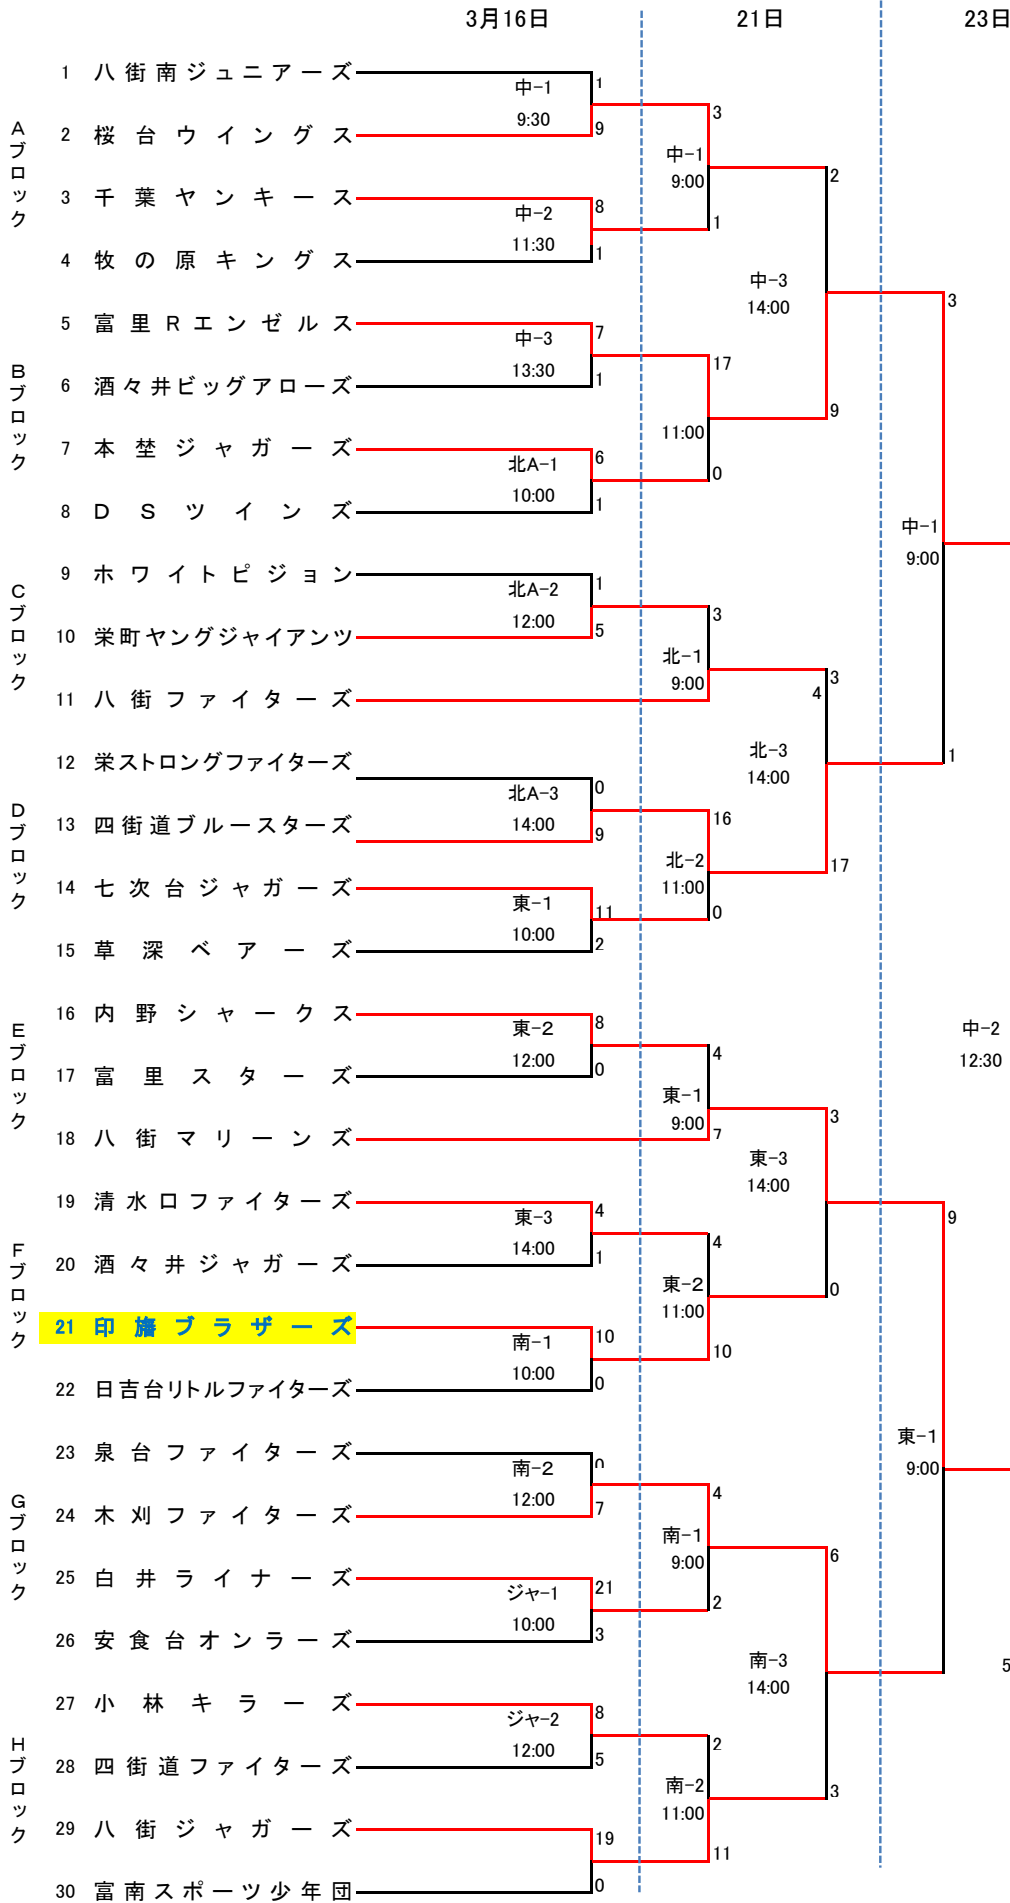 3月16日 21日 23日
1 八街南ジュニアーズ
中-1
9:30
1
9
2 桜台ウイングス
Aブロック
3 千葉ヤンキース
中-2
11:30
8
1
4 牧の原キングス
中-1
9:00
3
1
5 富里Rエンゼルス
中-3
13:30
7
1
6 酒々井ビッグアローズ
Bブロック
7 本埜ジャガーズ
北A-1
10:00
6
1
8 DSツインズ
11:00
17
0
中-3
14:00
2
9
9 ホワイトピジョン
北A-2
12:00
1
5
10 栄町ヤングジャイアンツ
Cブロック
11 八街ファイターズ
北-1
9:00
3
4
12 栄ストロングファイターズ
北A-3
14:00
0
9
13 四街道ブルースターズ
Dブロック
14 七次台ジャガーズ
東-1
10:00
11
2
15 草深ベアーズ
北-2
11:00
16
0
北-3
14:00
3
17
中-1
9:00
3
1
16 内野シャークス
東-2
12:00
8
0
17 富里スターズ
Eブロック
18 八街マリーンズ
東-1
9:00
4
7
19 清水口ファイターズ
東-3
14:00
4
1
20 酒々井ジャガーズ
Fブロック
21 印旛ブラザーズ
南-1
10:00
10
0
22 日吉台リトルファイターズ
東-2
11:00
4
10
東-3
14:00
3
0
中-2
12:30
23 泉台ファイターズ
南-2
12:00
0
7
24 木刈ファイターズ
Gブロック
25 白井ライナーズ
ジャ-1
10:00
21
3
26 安食台オンラーズ
南-1
9:00
4
2
27 小林キラーズ
ジャ-2
12:00
8
5
28 四街道ファイターズ
Hブロック
29 八街ジャガーズ
19
0
30 富南スポーツ少年団
南-2
11:00
2
11
南-3
14:00
6
3
東-1
9:00
9
5